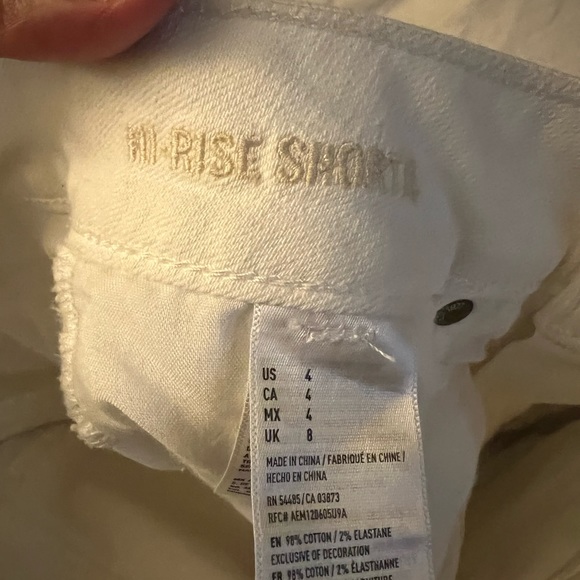 HI-RISE SHORT
US 4
CA 4
MX 4
UK 8
MADE IN CHINA / FABRIQUÉ EN CHINE /
HECHO EN CHINA
RN 54485/CA 03873
RFC# AEM120605U9A
EN 98% COTTON / 2% ELASTANE
EXCLUSIVE OF DECORATION
FR 98% COTON / 2% ÉLASTHANNE